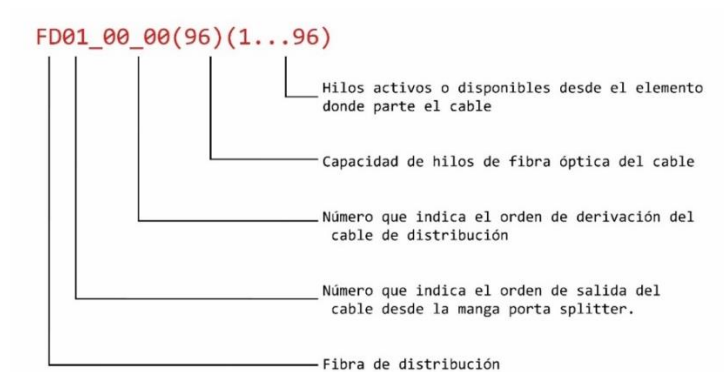 FD01_00_00(96)(1...96)
Hilos activos o disponibles desde el elemento
donde parte el cable
Capacidad de hilos de fibra óptica del cable
Número que indica el orden de derivación del
cable de distribución
Número que indica el orden de salida del
cable desde la manga porta splitter.
Fibra de distribución